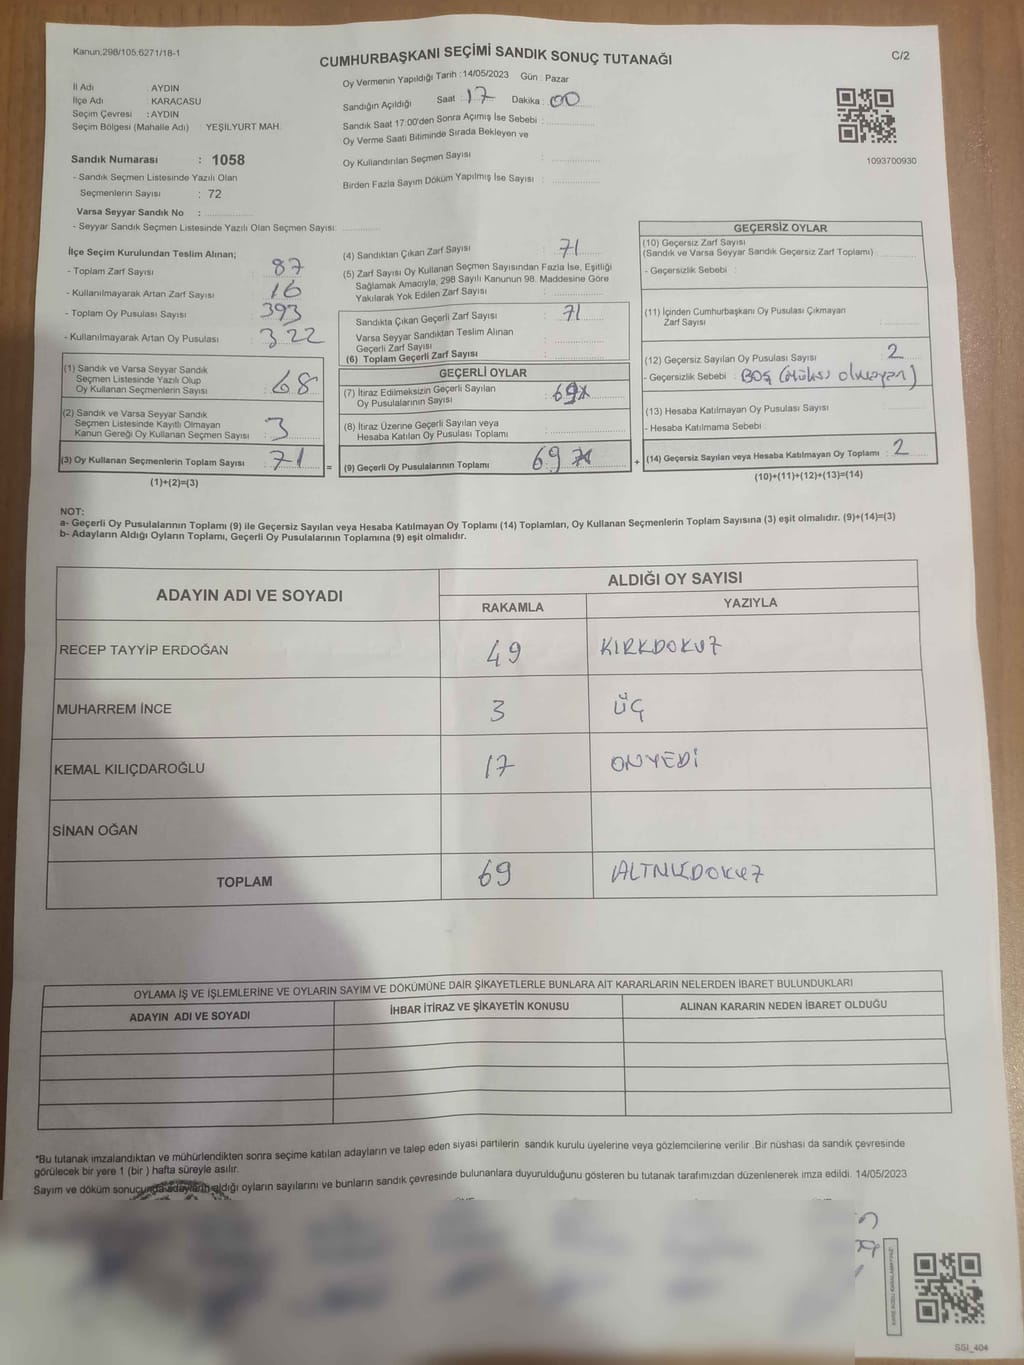 Kanun;298/105;6271/18-1
CUMHURBAŞKANI SEÇİMİ SANDIK SONUÇ TUTANAĞI
C/2
İl Adı : AYDIN
İlçe Adı : KARACASU
Seçim Çevresi : AYDIN
Seçim Bölgesi (Mahalle Adı) : YEŞİLYURT MAH.
Oy Vermenin Yapıldığı Tarih :14/05/2023 Gün : Pazar
Sandığın Açıldığı Saat 17 Dakika : 00
Sandık Saat 17:00'den Sonra Açımış İse Sebebi :
Oy Verme Saati Bitiminde Sırada Bekleyen ve
Oy Kullandırılan Seçmen Sayısı :
Birden Fazla Sayım Döküm Yapılmış İse Sayısı :
1093700930
Sandık Numarası : 1058
- Sandık Seçmen Listesinde Yazılı Olan
Seçmenlerin Sayısı : 72
Varsa Seyyar Sandık No :
- Seyyar Sandık Seçmen Listesinde Yazılı Olan Seçmen Sayısı:
İlçe Seçim Kurulundan Teslim Alınan;
- Toplam Zarf Sayısı : 87
- Kullanılmayarak Artan Zarf Sayısı : 16
- Toplam Oy Pusulası Sayısı : 393
- Kullanılmayarak Artan Oy Pusulası : 322
(1) Sandık ve Varsa Seyyar Sandık
Seçmen Listesinde Yazılı Olup
Oy Kullanan Seçmenlerin Sayısı : 68
(2) Sandık ve Varsa Seyyar Sandık
Seçmen Listesinde Kayıtlı Olmayan
Kanun Gereği Oy Kullanan Seçmen Sayısı : 3
(3) Oy Kullanan Seçmenlerin Toplam Sayısı : 71
(1)+(2)=(3)
(4) Sandıktan Çıkan Zarf Sayısı : 71
(5) Zarf Sayısı Oy Kullanan Seçmen Sayısından Fazla İse, Eşitliği
Sağlamak Amacıyla, 298 Sayılı Kanunun 98. Maddesine Göre
Yakılarak Yok Edilen Zarf Sayısı :
Sandıkta Çıkan Geçerli Zarf Sayısı : 71
Varsa Seyyar Sandıktan Teslim Alınan
Geçerli Zarf Sayısı :
(6) Toplam Geçerli Zarf Sayısı :
GEÇERLİ OYLAR
(7) İtiraz Edilmeksizin Geçerli Sayılan
Oy Pusulalarının Sayısı : 69
(8) İtiraz Üzerine Geçerli Sayılan veya
Hesaba Katılan Oy Pusulası Toplamı :
= (9) Geçerli Oy Pusulalarının Toplamı : 69
GEÇERSİZ OYLAR
(10) Geçersiz Zarf Sayısı
(Sandık ve Varsa Seyyar Sandık Geçersiz Zarf Toplamı) :
- Geçersizlik Sebebi :
(11) İçinden Cumhurbaşkanı Oy Pusulası Çıkmayan
Zarf Sayısı :
(12) Geçersiz Sayılan Oy Pusulası Sayısı : 2
- Geçersizlik Sebebi : BOŞ (Mühür olmayan)
(13) Hesaba Katılmayan Oy Pusulası Sayısı :
- Hesaba Katılmama Sebebi :
+ (14) Geçersiz Sayılan veya Hesaba Katılmayan Oy Toplamı : 2
(10)+(11)+(12)+(13)=(14)
NOT:
a- Geçerli Oy Pusulalarının Toplamı (9) ile Geçersiz Sayılan veya Hesaba Katılmayan Oy Toplamı (14) Toplamları, Oy Kullanan Seçmenlerin Toplam Sayısına (3) eşit olmalıdır. (9)+(14)=(3)
b- Adayların Aldığı Oyların Toplamı, Geçerli Oy Pusulalarının Toplamına (9) eşit olmalıdır.
ADAYIN ADI VE SOYADI
ALDIĞI OY SAYISI
RAKAMLA
YAZIYLA
RECEP TAYYİP ERDOĞAN 49 KIRKDOKUZ
MUHARREM İNCE 3 ÜÇ
KEMAL KILIÇDAROĞLU 17 ONYEDİ
SİNAN OĞAN
TOPLAM 69 ALTMIŞDOKUZ
OYLAMA İŞ VE İŞLEMLERİNE VE OYLARIN SAYIM VE DÖKÜMÜNE DAİR ŞİKAYETLERLE BUNLARA AİT KARARLARIN NELERDEN İBARET BULUNDUKLARI
ADAYIN ADI VE SOYADI
İHBAR İTİRAZ VE ŞİKAYETİN KONUSU
ALINAN KARARIN NEDEN İBARET OLDUĞU
*Bu tutanak imzalandıktan ve mühürlendikten sonra seçime katılan adayların ve talep eden siyasi partilerin sandık kurulu üyelerine veya gözlemcilerine verilir .Bir nüshası da sandık çevresinde
görülecek bir yere 1 (bir ) hafta süreyle asılır.
Sayım ve döküm sonucunda adayların aldığı oyların sayılarını ve bunların sandık çevresinde bulunanlara duyurulduğunu gösteren bu tutanak tarafımızdan düzenlenerek imza edildi. 14/05/2023
SSI_404